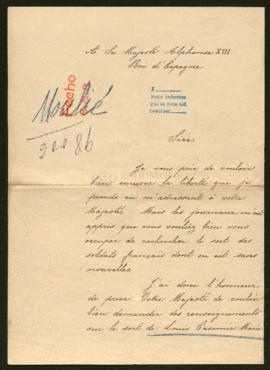 A Sa Majesté Alphonse XIII
Roi d'Espagne
Sire
Je vous prie de vouloir
bien excuser la liberté que je
prends en m'adressant à votre
Majesté. Mais les journaux m'ont
appris que vous vouliez bien vous
occuper de rechercher le sort des
soldats français dont on est sans
nouvelles.
J'ai donc l'honneur
de prier Votre Majesté de vouloir
bien demander des renseignements
sur le sort de Louis Casimir Marie